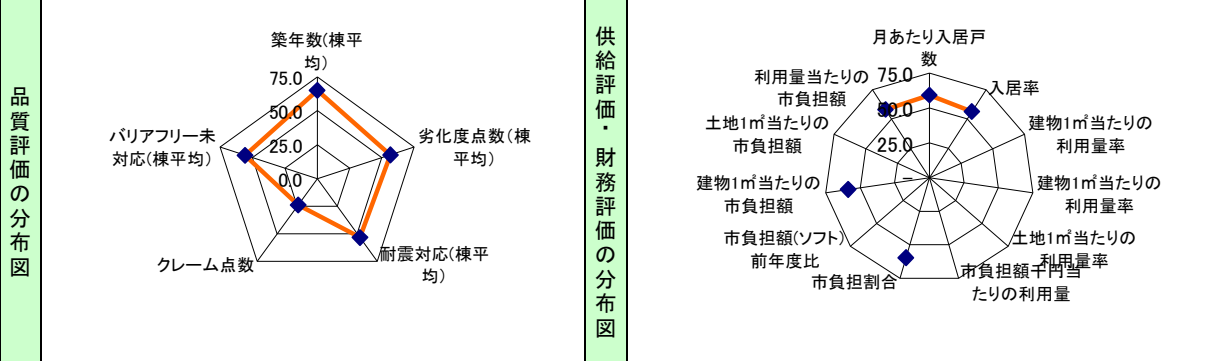 品質評価の分布図
築年数(棟平
均)
75.0
50.0
25.0
0.0
劣化度点数(棟
平均)
耐震対応(棟平
均)
クレーム点数
バリアフリー未
対応(棟平均)
供給評価・財務評価の分布図
月あたり入居戸
数
75.0
50.0
25.0
－
入居率
建物1㎡当たりの
利用量率
建物1㎡当たりの
利用量率
土地1㎡当たりの
利用量率
市負担額千円当
たりの利用量
市負担割合
市負担額(ソフト)
前年度比
建物1㎡当たりの
市負担額
土地1㎡当たりの
市負担額
利用量当たりの
市負担額